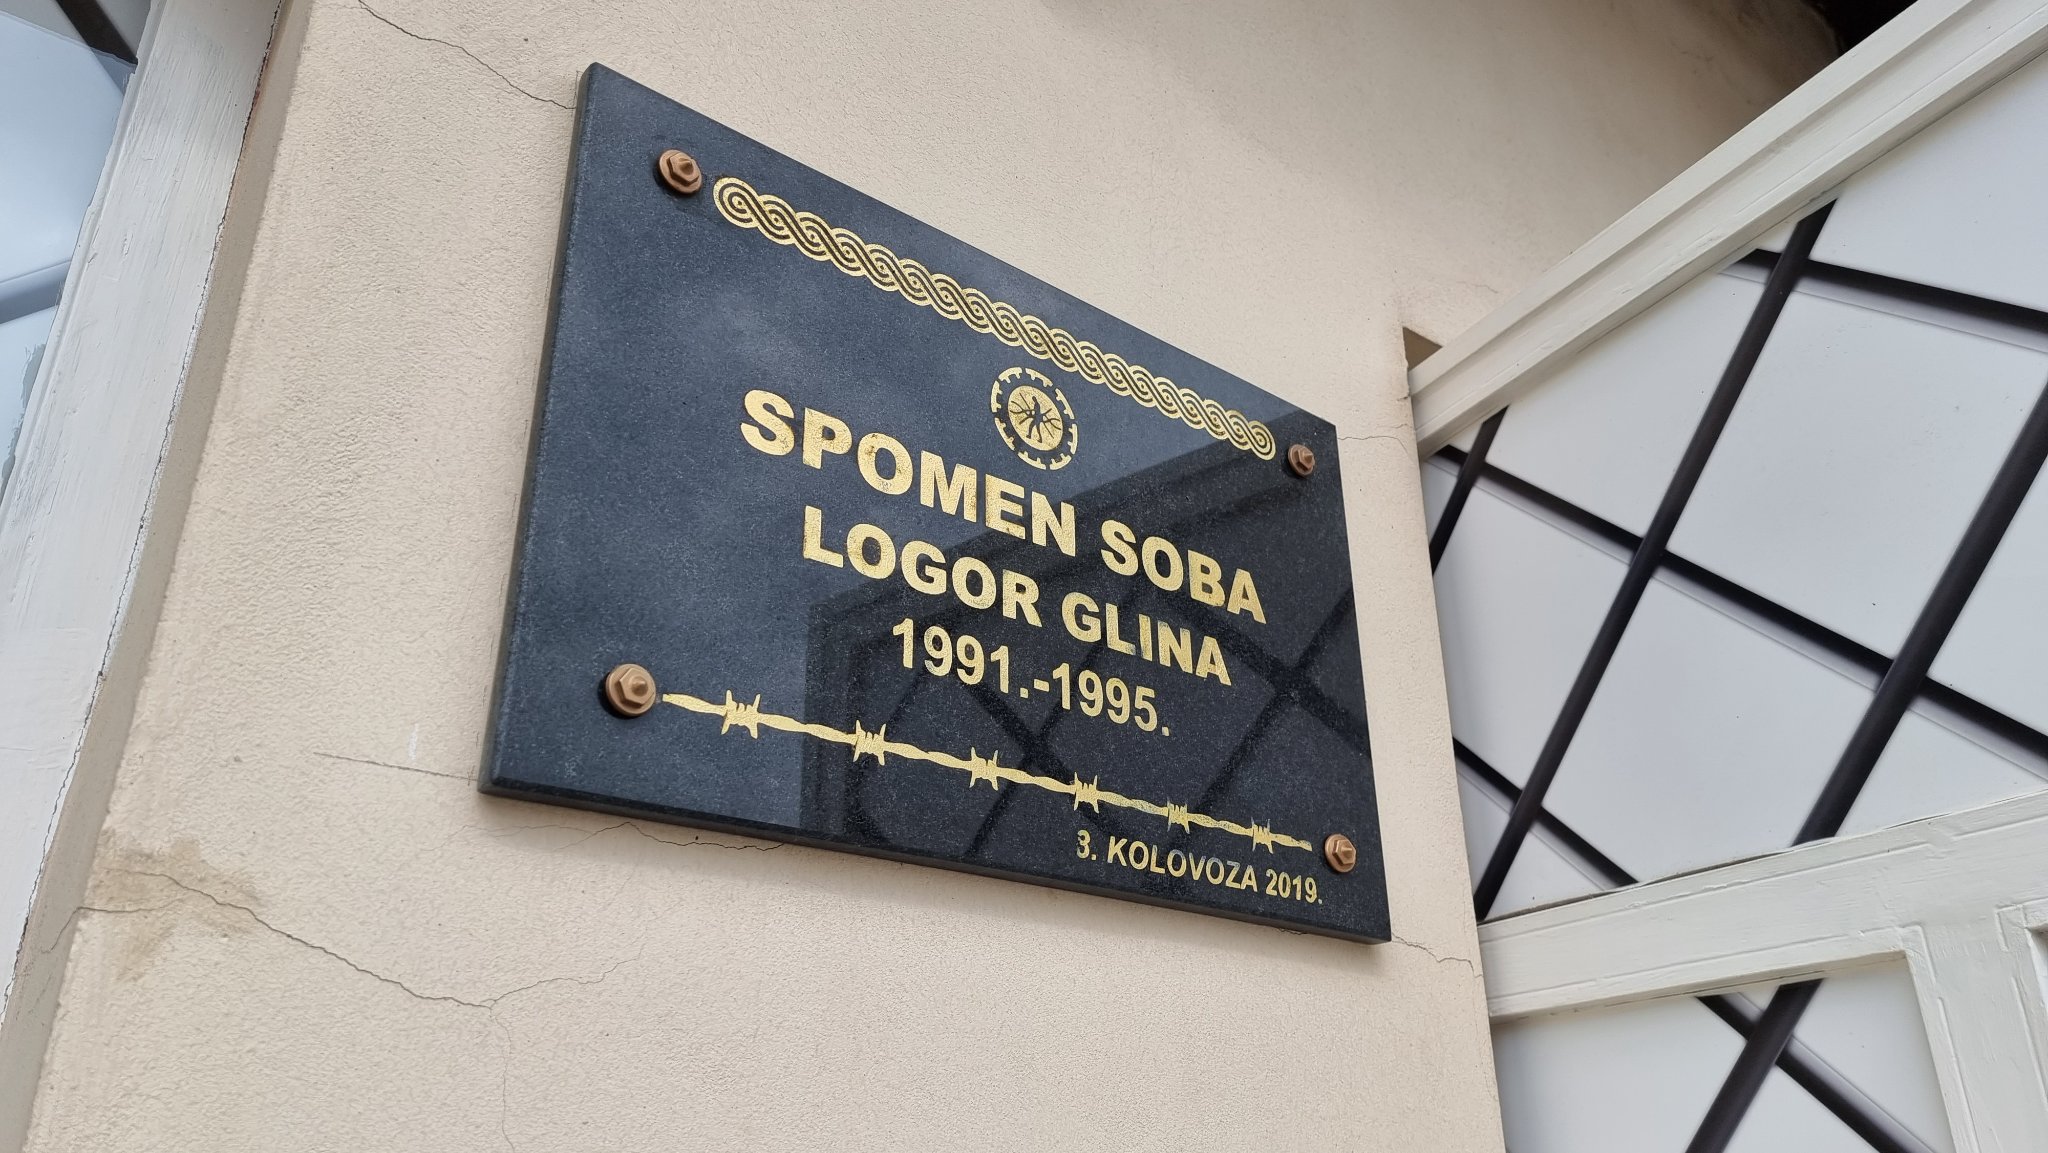 SPOMEN SOBA
LOGOR GLINA
1991.-1995.
3. KOLOVOZA 2019.